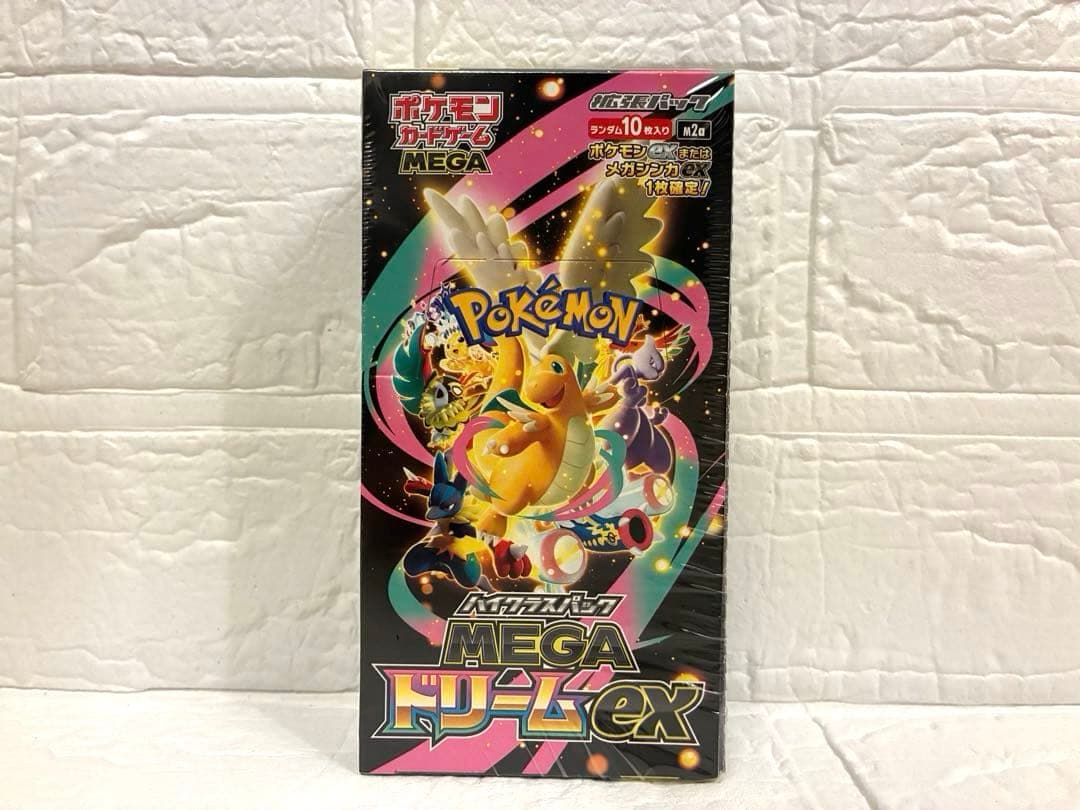 ポケモン
カードゲーム
MEGA
拡張パック
ランダム10枚入り M2a
ポケモンexまたは
メガシンカex
1枚確定!
POKéMON
ハイクラスパック
MEGA
ドリームex